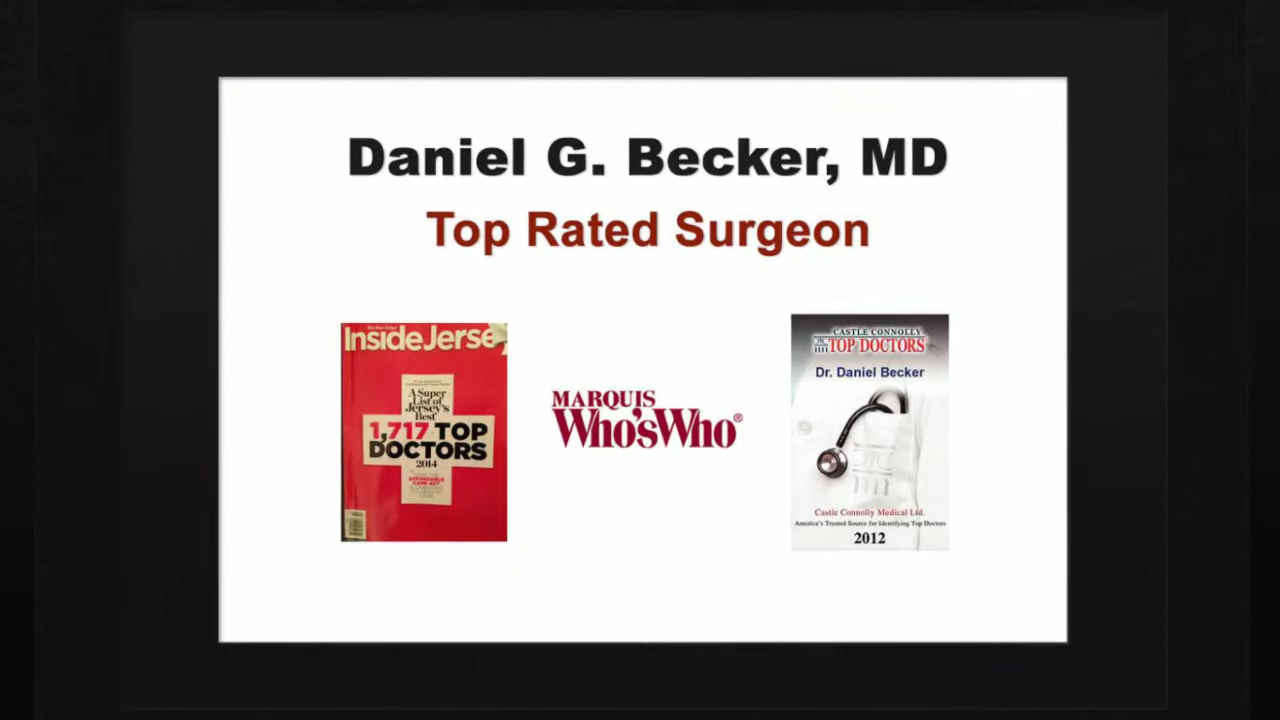 Daniel G. Becker, MD
Top Rated Surgeon
InsideJersey
A Super
List of
Jersey's
Best
1,717 TOP
DOCTORS
2014
AFFORDABLE
CARE ACT
MARQUIS
Who'sWho®
CASTLE CONNOLLY
TOP DOCTORS
Dr. Daniel Becker
Castle Connolly Medical Ltd.
America's Trusted Source for Identifying Top Doctors
2012